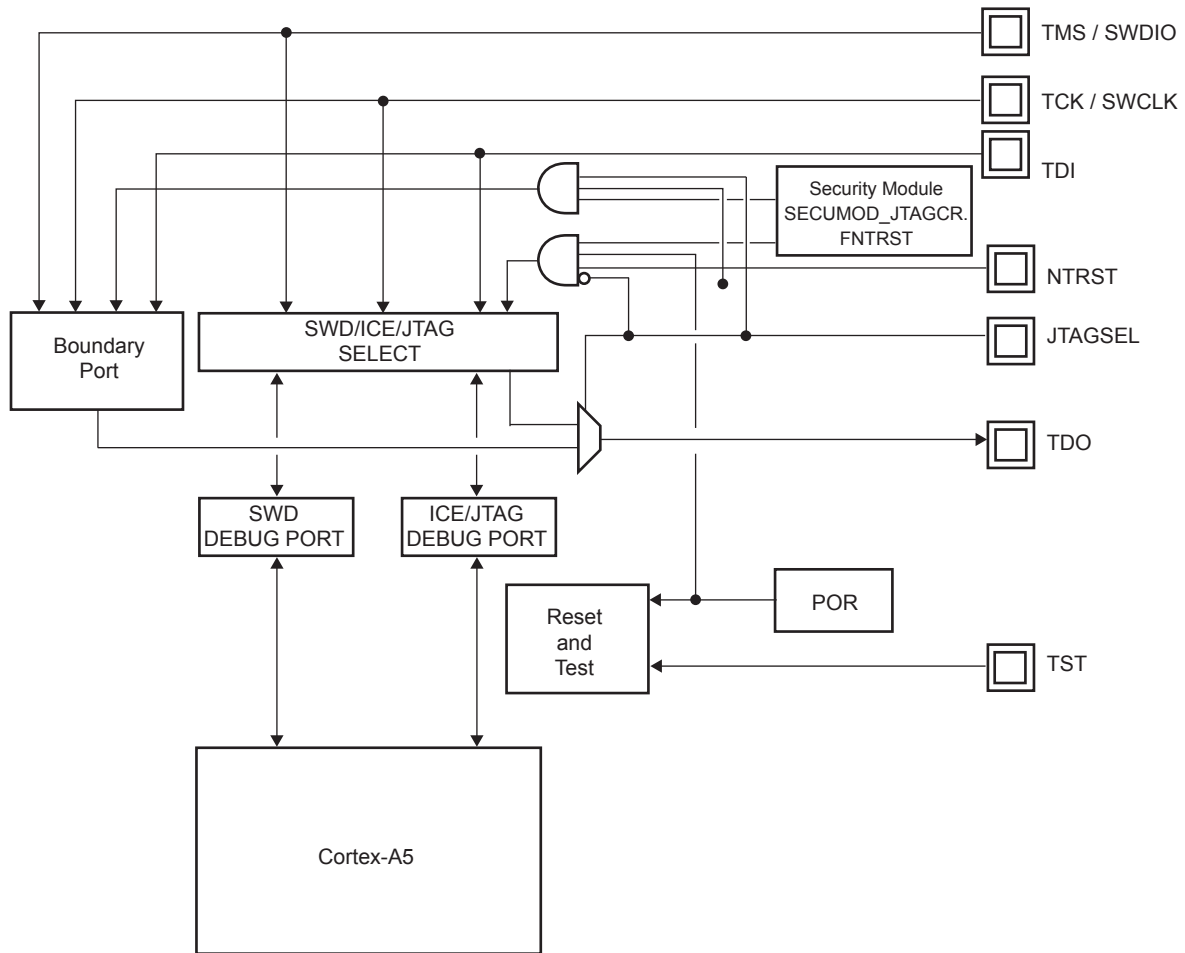 TMS / SWDIO
TCK / SWCLK
TDI
Security Module
SECUMOD_JTAGCR.
FNTRST
NTRST
Boundary
Port
SWD/ICE/JTAG
SELECT
JTAGSEL
TDO
SWD
DEBUG PORT
ICE/JTAG
DEBUG PORT
Reset
and
Test
POR
TST
Cortex-A5